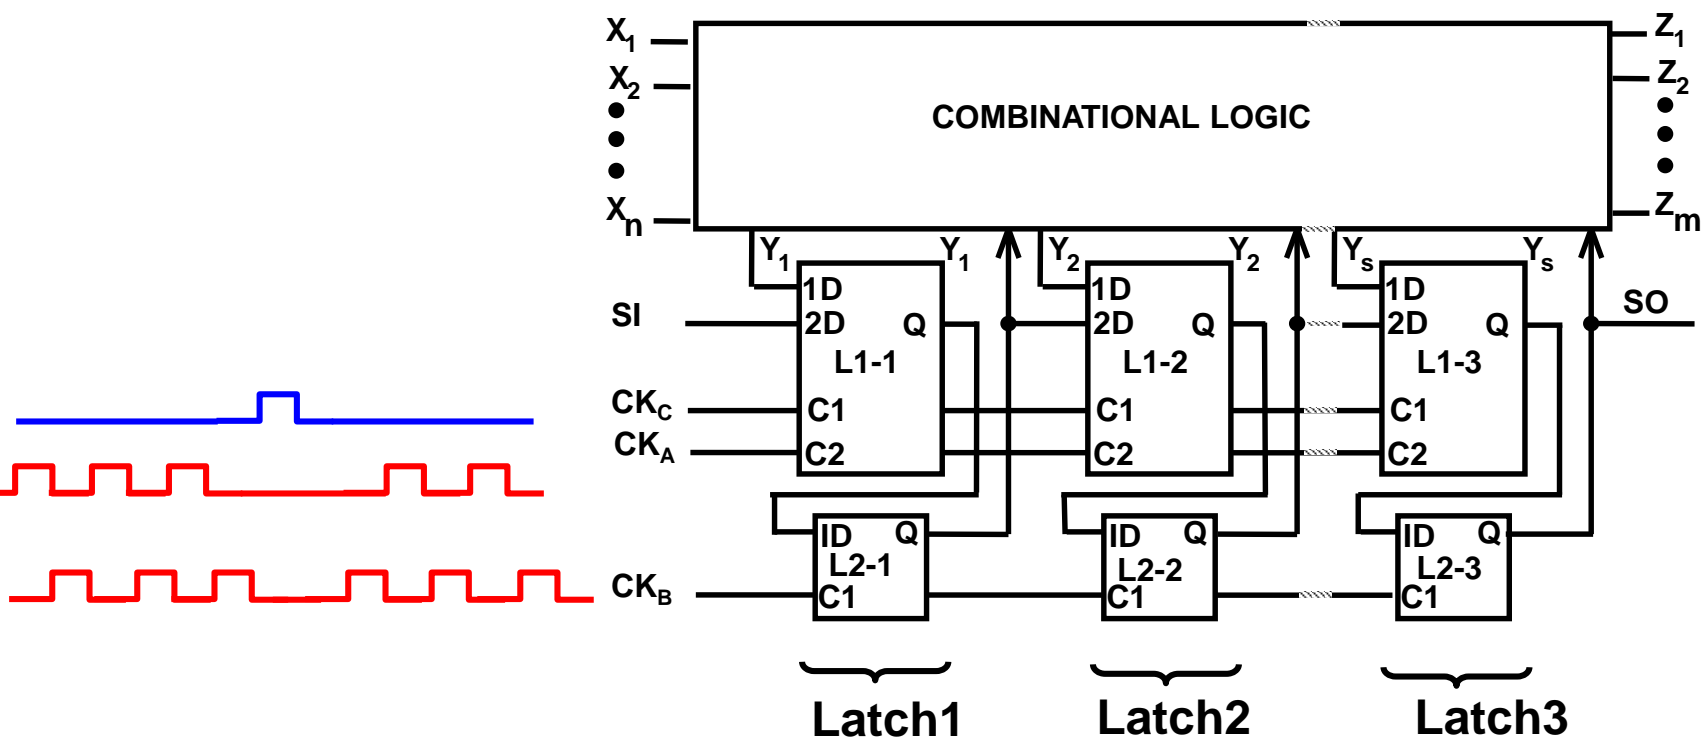 X1 Z1
X2 Z2
COMBINATIONAL LOGIC
Xn Zm
Y1 Y1 Y2 Y2 Ys Ys
1D 1D 1D
SI 2D Q 2D Q 2D Q SO
L1-1 L1-2 L1-3
CKC C1 C1 C1
CKA C2 C2 C2
ID Q ID Q ID Q
L2-1 L2-2 L2-3
CKB C1 C1 C1
Latch1 Latch2 Latch3